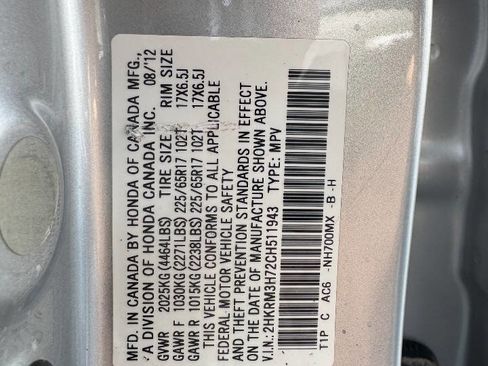 MFD. IN CANADA BY HONDA OF CANADA MFG.,
A DIVISION OF HONDA CANADA INC. 08/12
GVWR 2025KG (4464LBS) TIRE SIZE RIM SIZE
GAWR F 1030KG (2271LBS) 225/65R17 102T 17X6.5J
GAWR R 1015KG (2238LBS) 225/65R17 102T 17X6.5J
THIS VEHICLE CONFORMS TO ALL APPLICABLE
FEDERAL MOTOR VEHICLE SAFETY
AND THEFT PREVENTION STANDARDS IN EFFECT
ON THE DATE OF MANUFACTURE SHOWN ABOVE.
V.I.N.: 2HKRM3H72CH511943 TYPE: MPV
T1P C AC6 -NH700MX -B -H